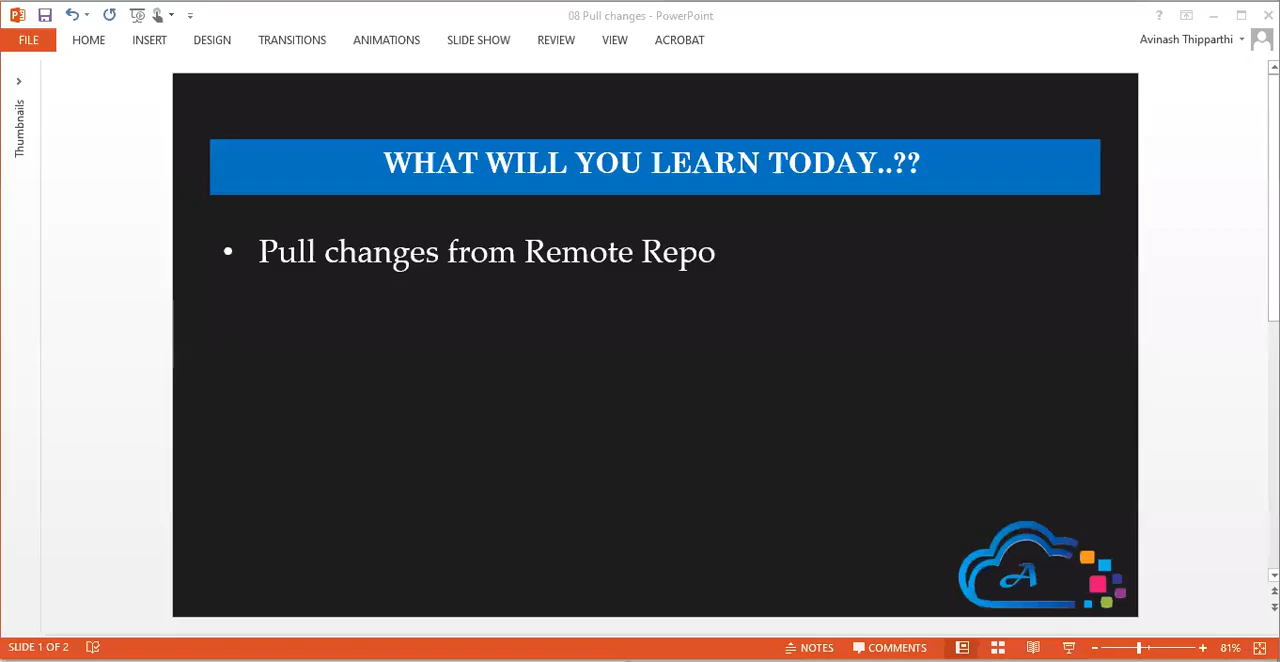 08 Pull changes - PowerPoint
?
FILE HOME INSERT DESIGN TRANSITIONS ANIMATIONS SLIDE SHOW REVIEW VIEW ACROBAT
Avinash Thipparthi
Thumbnails
WHAT WILL YOU LEARN TODAY..??
• Pull changes from Remote Repo
A
SLIDE 1 OF 2
NOTES COMMENTS
81%